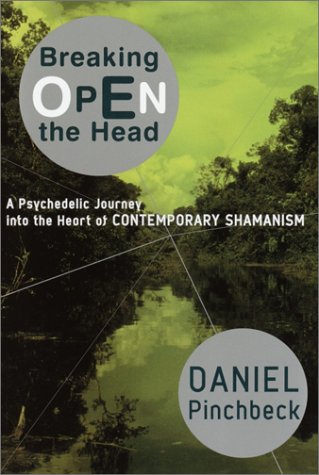 Breaking
OpEN
the Head
A Psychedelic Journey
into the Heart of CONTEMPORARY SHAMANISM
DANIEL
Pinchbeck